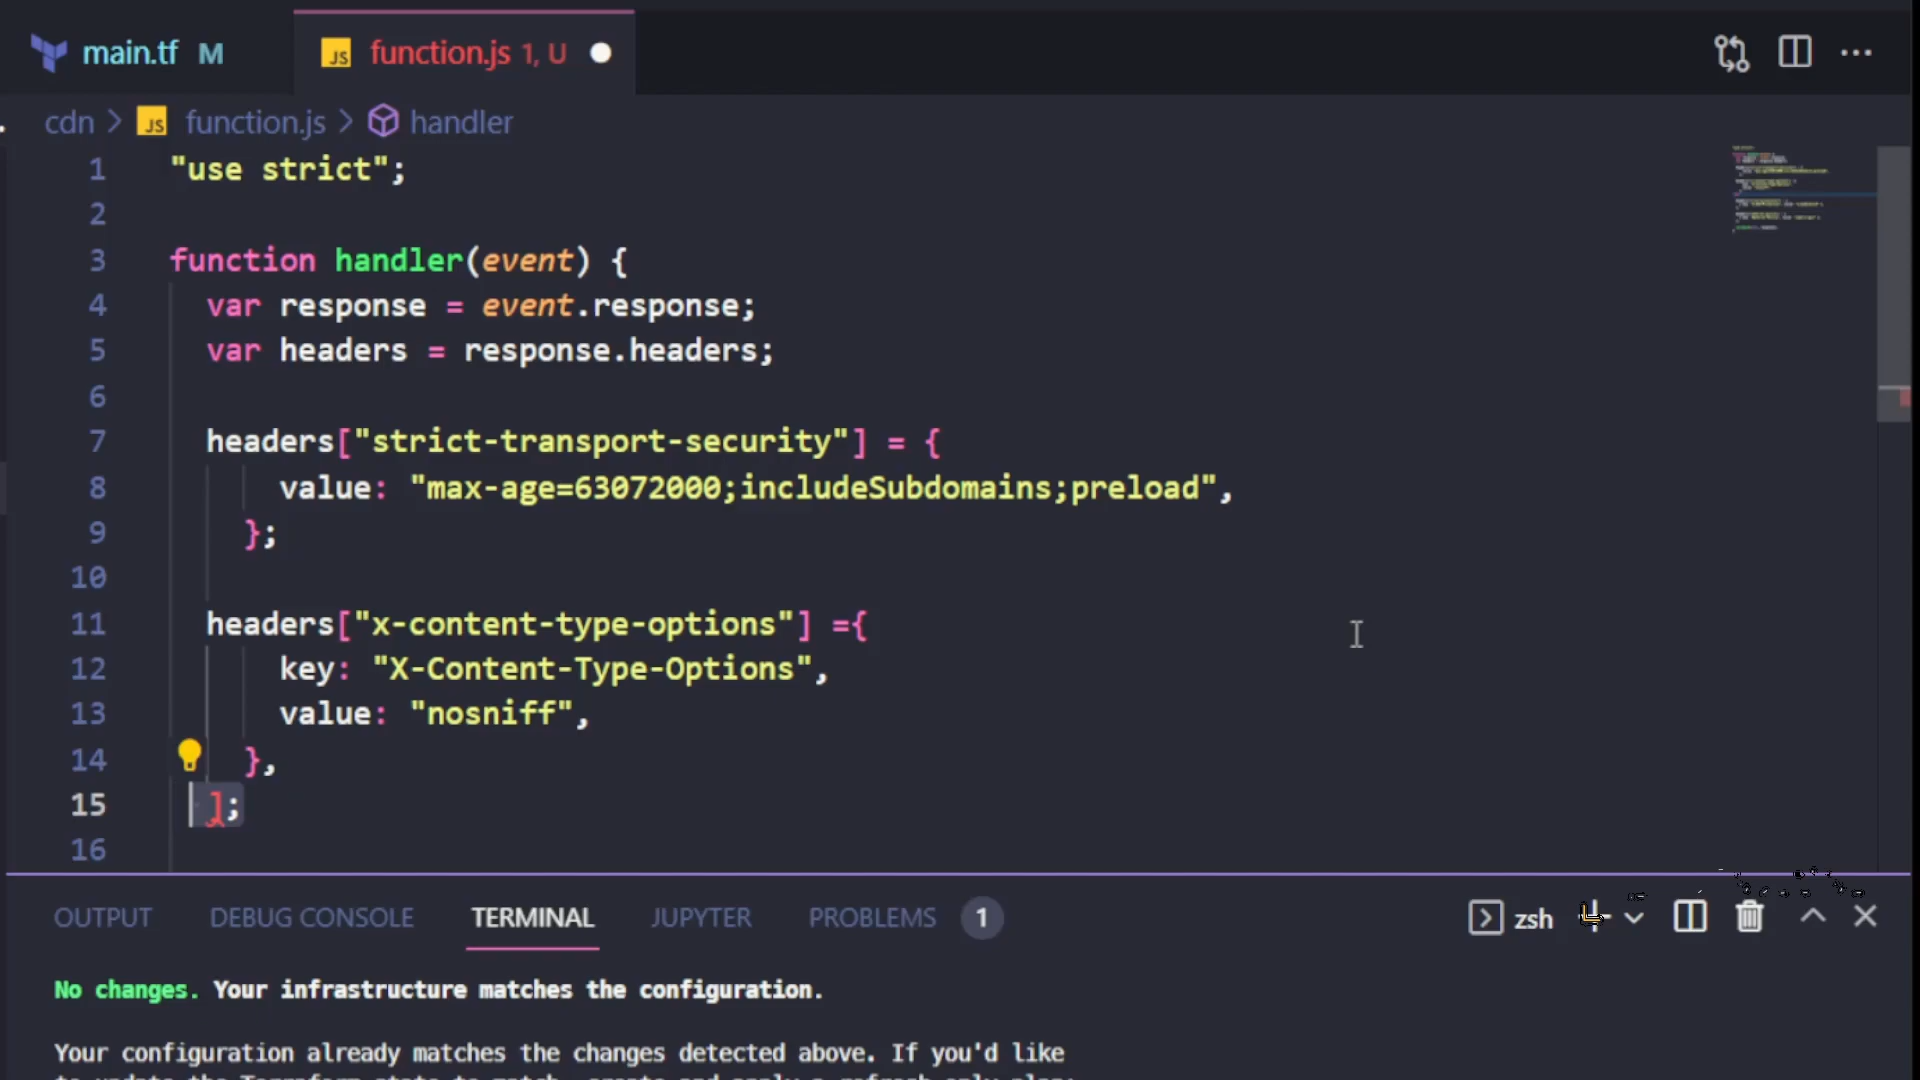 main.tf M
JS function.js 1, U
cdn > JS function.js > handler
1 "use strict";
2
3 function handler(event) {
4 var response = event.response;
5 var headers = response.headers;
6
7 headers["strict-transport-security"] = {
8 value: "max-age=63072000;includeSubdomains;preload",
9 };
10
11 headers["x-content-type-options"] ={
12 key: "X-Content-Type-Options",
13 value: "nosniff",
14 },
15 ];
16
OUTPUT DEBUG CONSOLE TERMINAL JUPYTER PROBLEMS 1 zsh
No changes. Your infrastructure matches the configuration.
Your configuration already matches the changes detected above. If you'd like